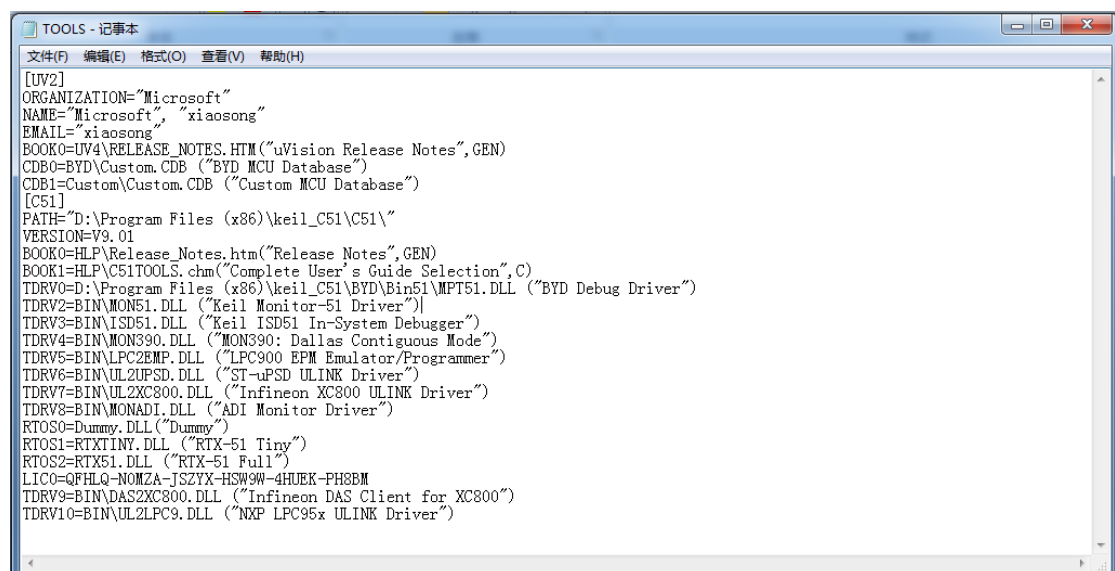 TOOLS - 记事本
文件(F) 编辑(E) 格式(O) 查看(V) 帮助(H)
[UV2]
ORGANIZATION="Microsoft"
NAME="Microsoft", "xiaosong"
EMAIL="xiaosong"
BOOK0=UV4\RELEASE_NOTES.HTM("uVision Release Notes",GEN)
CDB0=BYD\Custom.CDB ("BYD MCU Database")
CDB1=Custom\Custom.CDB ("Custom MCU Database")
[C51]
PATH="D:\Program Files (x86)\keil_C51\C51\"
VERSION=V9.01
BOOK0=HLP\Release_Notes.htm("Release Notes",GEN)
BOOK1=HLP\C51TOOLS.chm("Complete User's Guide Selection",C)
TDRV0=D:\Program Files (x86)\keil_C51\BYD\Bin51\MPT51.DLL ("BYD Debug Driver")
TDRV2=BIN\MON51.DLL ("Keil Monitor-51 Driver")
TDRV3=BIN\ISD51.DLL ("Keil ISD51 In-System Debugger")
TDRV4=BIN\MON390.DLL ("MON390: Dallas Contiguous Mode")
TDRV5=BIN\LPC2EMP.DLL ("LPC900 EPM Emulator/Programmer")
TDRV6=BIN\UL2UPSD.DLL ("ST-uPSD ULINK Driver")
TDRV7=BIN\UL2XC800.DLL ("Infineon XC800 ULINK Driver")
TDRV8=BIN\MONADI.DLL ("ADI Monitor Driver")
RTOS0=Dummy.DLL("Dummy")
RTOS1=RTXTINY.DLL ("RTX-51 Tiny")
RTOS2=RTX51.DLL ("RTX-51 Full")
LIC0=QFHLQ-N0MZA-JSZYX-HSW9W-4HUEK-PH8BM
TDRV9=BIN\DAS2XC800.DLL ("Infineon DAS Client for XC800")
TDRV10=BIN\UL2LPC9.DLL ("NXP LPC95x ULINK Driver")